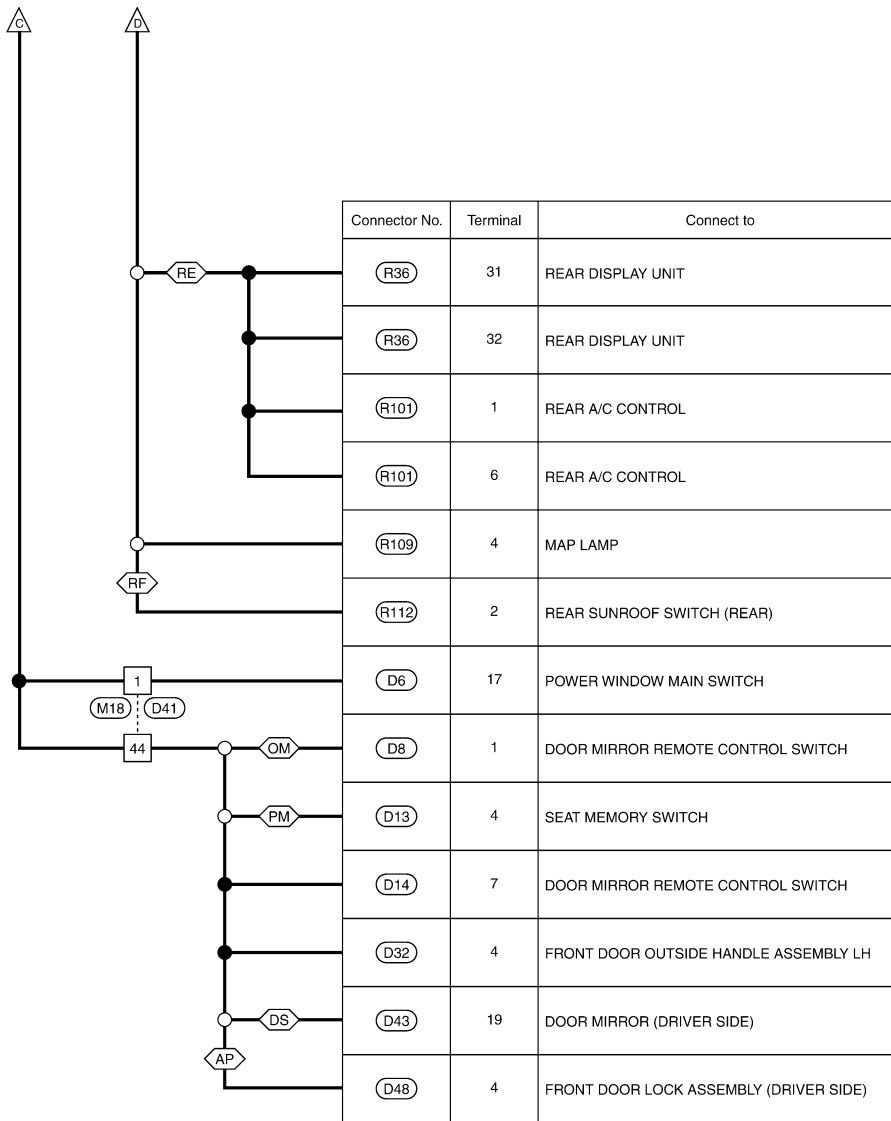 C D
Connector No. Terminal Connect to
RE R36 31 REAR DISPLAY UNIT
R36 32 REAR DISPLAY UNIT
R101 1 REAR A/C CONTROL
R101 6 REAR A/C CONTROL
R109 4 MAP LAMP
RF
R112 2 REAR SUNROOF SWITCH (REAR)
1 D6 17 POWER WINDOW MAIN SWITCH
M18 D41
44 OM D8 1 DOOR MIRROR REMOTE CONTROL SWITCH
PM D13 4 SEAT MEMORY SWITCH
D14 7 DOOR MIRROR REMOTE CONTROL SWITCH
D32 4 FRONT DOOR OUTSIDE HANDLE ASSEMBLY LH
DS D43 19 DOOR MIRROR (DRIVER SIDE)
AP
D48 4 FRONT DOOR LOCK ASSEMBLY (DRIVER SIDE)